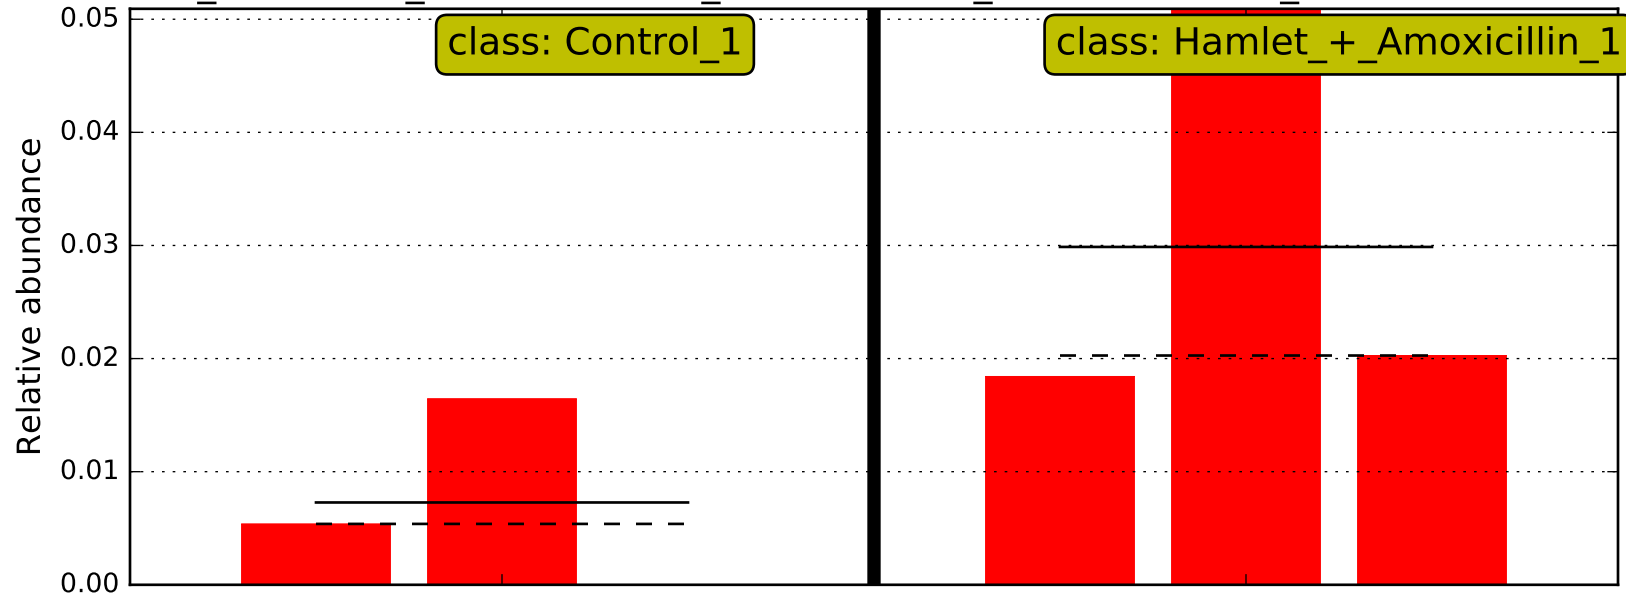 0.05
class: Control_1
class: Hamlet_+_Amoxicillin_1
0.04
0.03
0.02
0.01
0.00
Relative abundance